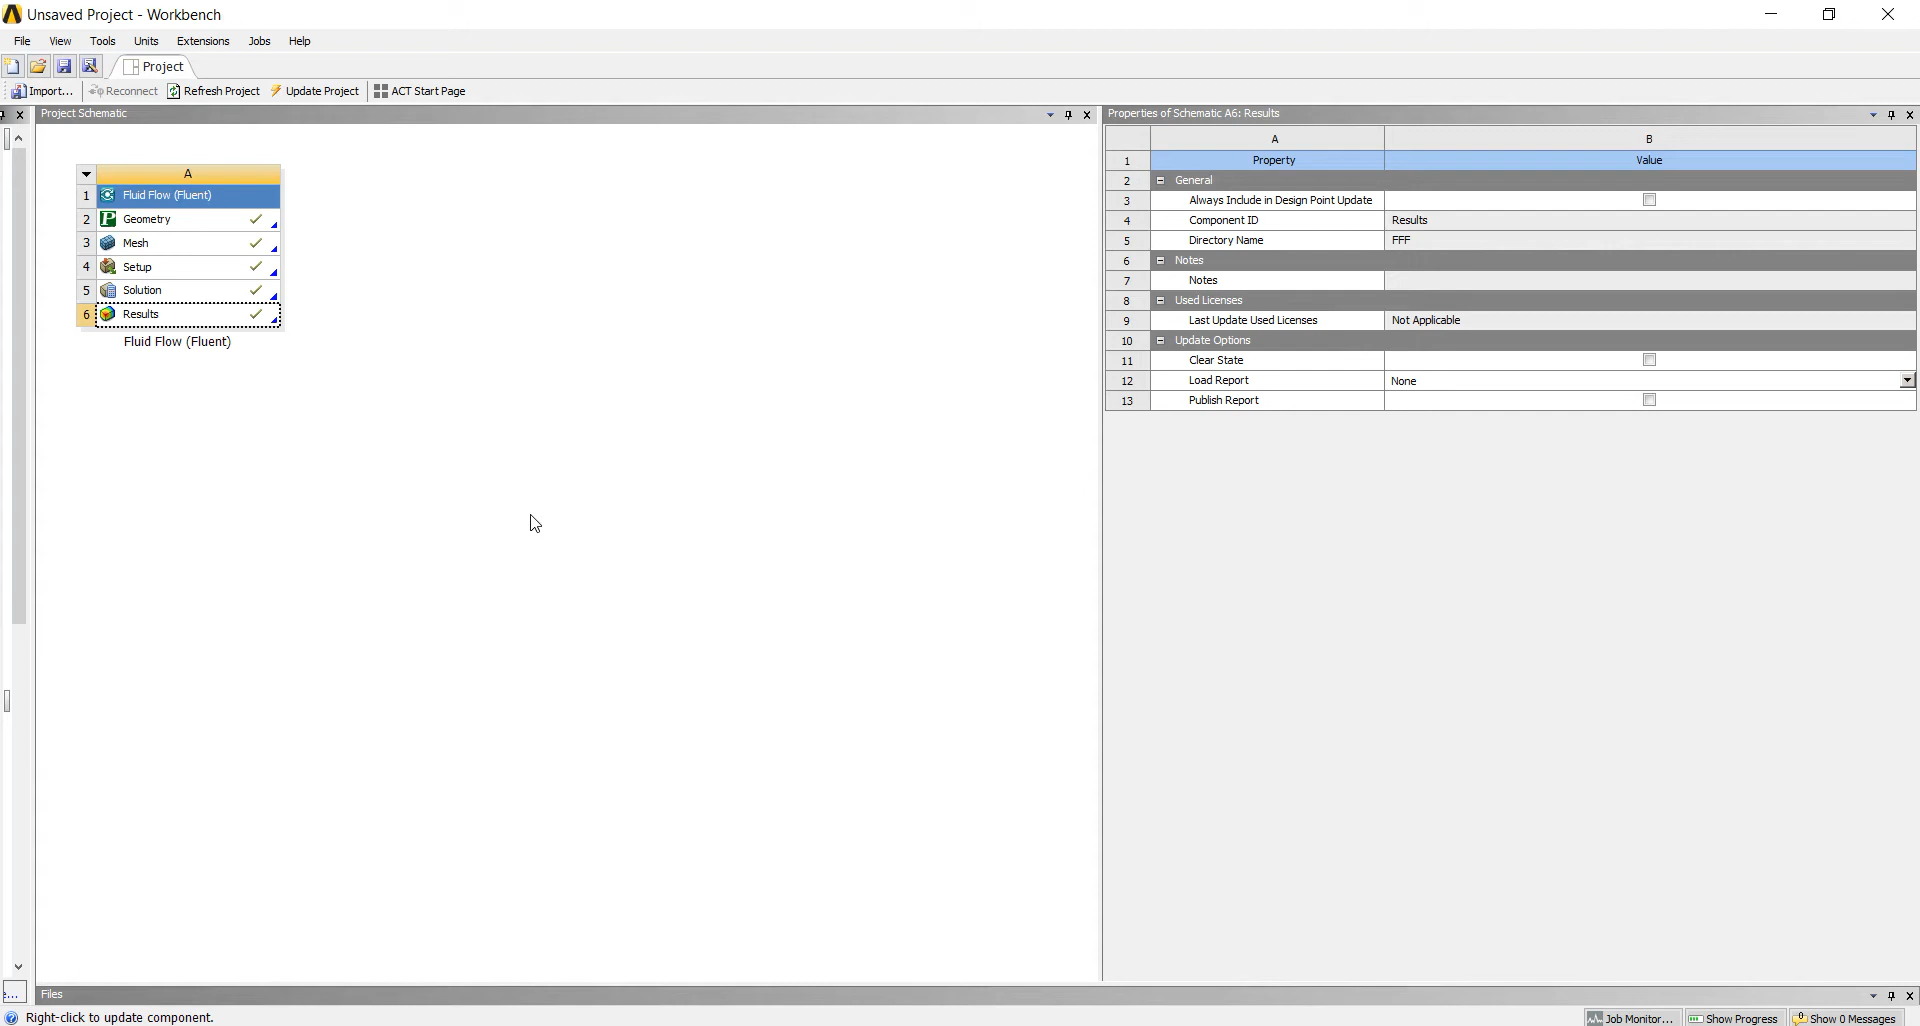 Unsaved Project - Workbench
File View Tools Units Extensions Jobs Help
Project
Import... Reconnect Refresh Project Update Project ACT Start Page
Project Schematic
A
1 Fluid Flow (Fluent)
2 P Geometry
3 Mesh
4 Setup
5 Solution
6 Results
Fluid Flow (Fluent)
Properties of Schematic A6: Results
A B
1 Property Value
2 General
3 Always Include in Design Point Update
4 Component ID Results
5 Directory Name FFF
6 Notes
7 Notes
8 Used Licenses
9 Last Update Used Licenses Not Applicable
10 Update Options
11 Clear State
12 Load Report None
13 Publish Report
Files
Right-click to update component.
Job Monitor... Show Progress Show 0 Messages